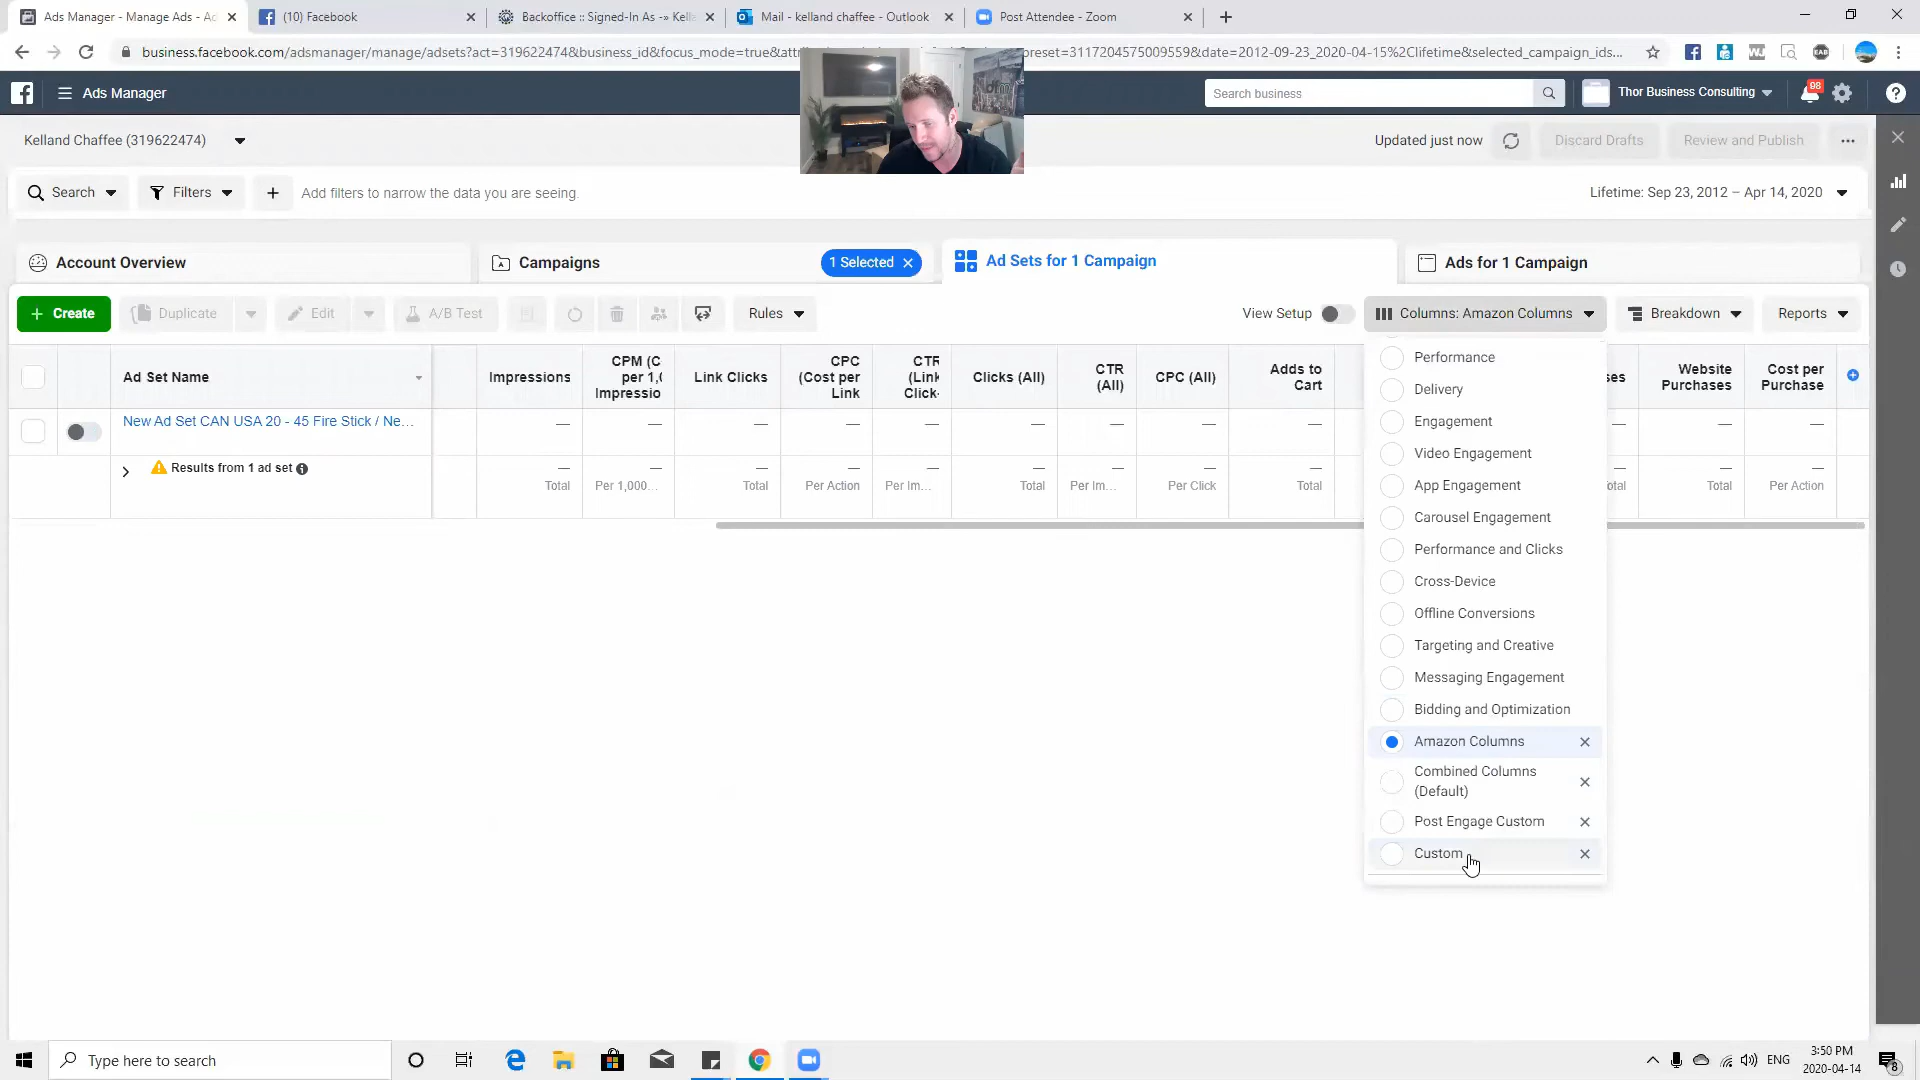 Ads Manager - Manage Ads - Ad
(10) Facebook
Backoffice :: Signed-In As -» Kell
Mail - kelland chaffee - Outlook
Post Attendee - Zoom
business.facebook.com/adsmanager/manage/adsets?act=319622474&business_id&focus_mode=true&attri
preset=3117204575009559&date=2012-09-23_2020-04-15%2Clifetime&selected_campaign_ids...
Ads Manager
Search business
Thor Business Consulting
98
Kelland Chaffee (319622474)
Updated just now
Discard Drafts
Review and Publish
Search
Filters
Add filters to narrow the data you are seeing.
Lifetime: Sep 23, 2012 – Apr 14, 2020
Account Overview
Campaigns
1 Selected
Ad Sets for 1 Campaign
Ads for 1 Campaign
Create
Duplicate
Edit
A/B Test
Rules
View Setup
Columns: Amazon Columns
Breakdown
Reports
Ad Set Name
Impressions
CPM (C
per 1,0
Impressio
Link Clicks
CPC
(Cost per
Link
CTR
(Link
Click-
Clicks (All)
CTR
(All)
CPC (All)
Adds to
Cart
ses
Website
Purchases
Cost per
Purchase
New Ad Set CAN USA 20 - 45 Fire Stick / Ne...
— — — — — — — — — — —
Results from 1 ad set
— — — — — — — — — — —
Total
Per 1,000...
Total
Per Action
Per Im...
Total
Per Im...
Per Click
Total
otal
Total
Per Action
Performance
Delivery
Engagement
Video Engagement
App Engagement
Carousel Engagement
Performance and Clicks
Cross-Device
Offline Conversions
Targeting and Creative
Messaging Engagement
Bidding and Optimization
Amazon Columns
Combined Columns
(Default)
Post Engage Custom
Custom
Type here to search
ENG
3:50 PM
2020-04-14
8